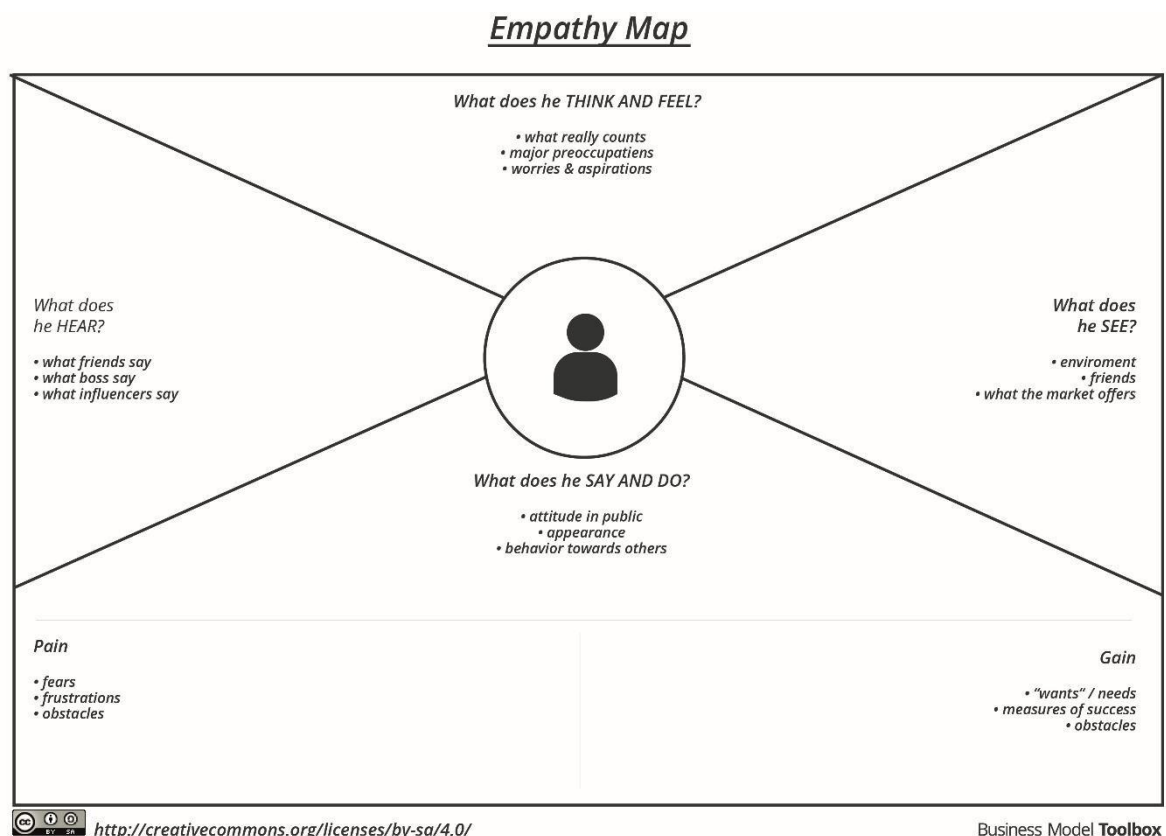 Empathy Map
What does he THINK AND FEEL?
• what really counts
• major preoccupatiens
• worries & aspirations
What does
he HEAR?
• what friends say
• what boss say
• what influencers say
What does
he SEE?
• enviroment
• friends
• what the market offers
What does he SAY AND DO?
• attitude in public
• appearance
• behavior towards others
Pain
• fears
• frustrations
• obstacles
Gain
• “wants” / needs
• measures of success
• obstacles
cc BY SA
http://creativecommons.org/licenses/by-sa/4.0/
Business Model Toolbox